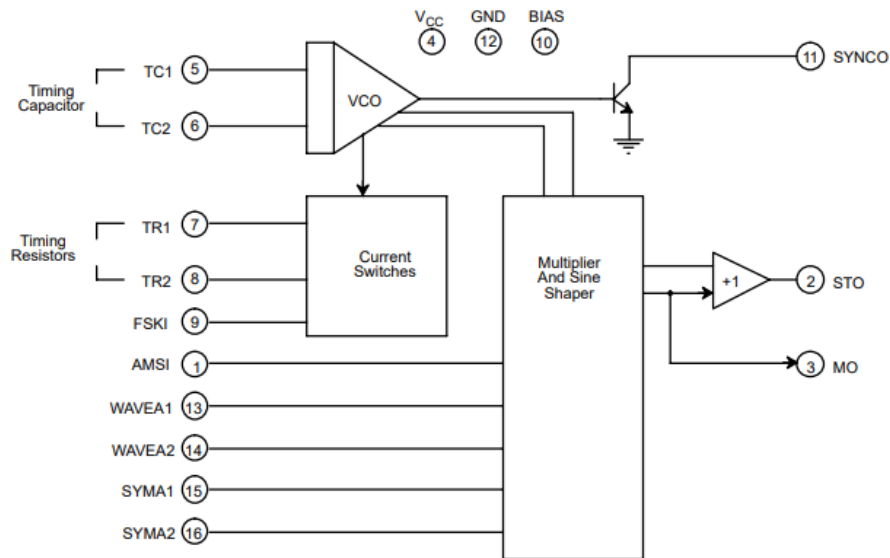 VCC GND BIAS
4 12 10
TC1 5
Timing
Capacitor
TC2 6
VCO
11 SYNCO
TR1 7
Timing
Resistors
TR2 8
FSKI 9
Current
Switches
Multiplier
And Sine
Shaper
+1
2 STO
3 MO
AMSI 1
WAVEA1 13
WAVEA2 14
SYMA1 15
SYMA2 16